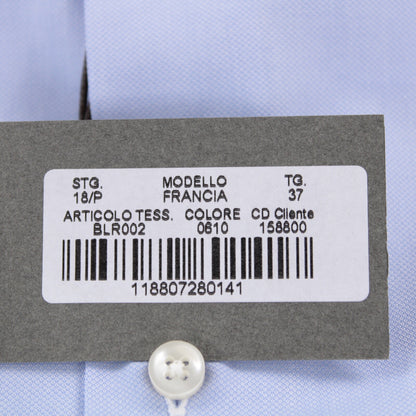 STG. MODELLO TG.
18/P FRANCIA 37
ARTICOLO TESS. COLORE CD Cliente
BLR002 0610 158800
118807280141